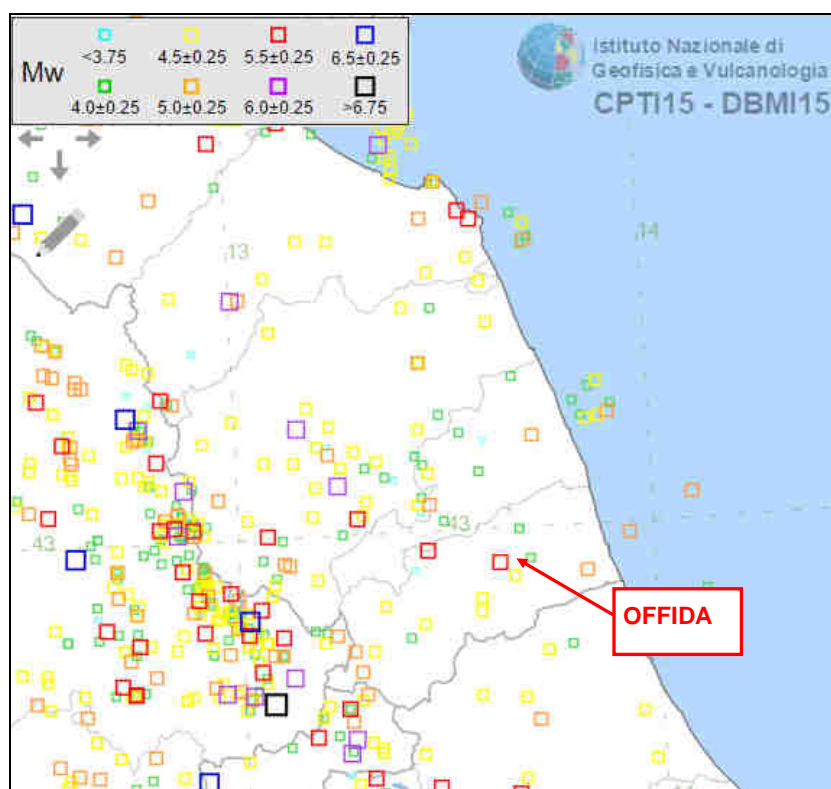 <3.75 4.5±0.25 5.5±0.25 6.5±0.25
Mw
4.0±0.25 5.0±0.25 6.0±0.25 >6.75
Istituto Nazionale di
Geofisica e Vulcanologia
CPTI15 - DBMI15
13
14
43
43
OFFIDA